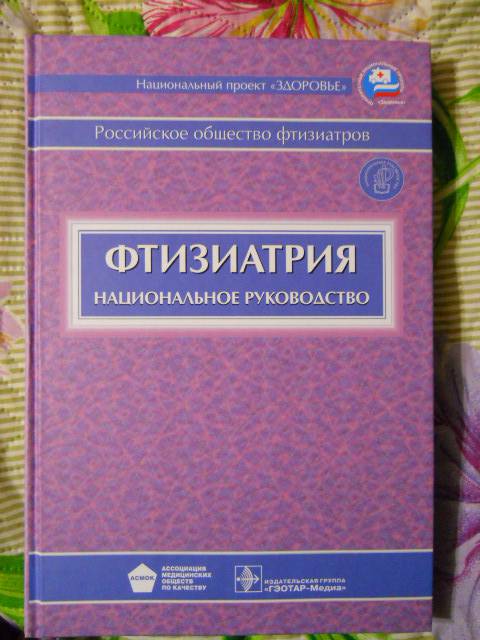 Национальный проект «ЗДОРОВЬЕ»
«Здоровье»
Российское общество фтизиатров
ФТИЗИАТРИЯ
НАЦИОНАЛЬНОЕ РУКОВОДСТВО
АСМОК
АССОЦИАЦИЯ
МЕДИЦИНСКИХ
ОБЩЕСТВ
ПО КАЧЕСТВУ
ИЗДАТЕЛЬСКАЯ ГРУППА
«ГЭОТАР-Медиа»